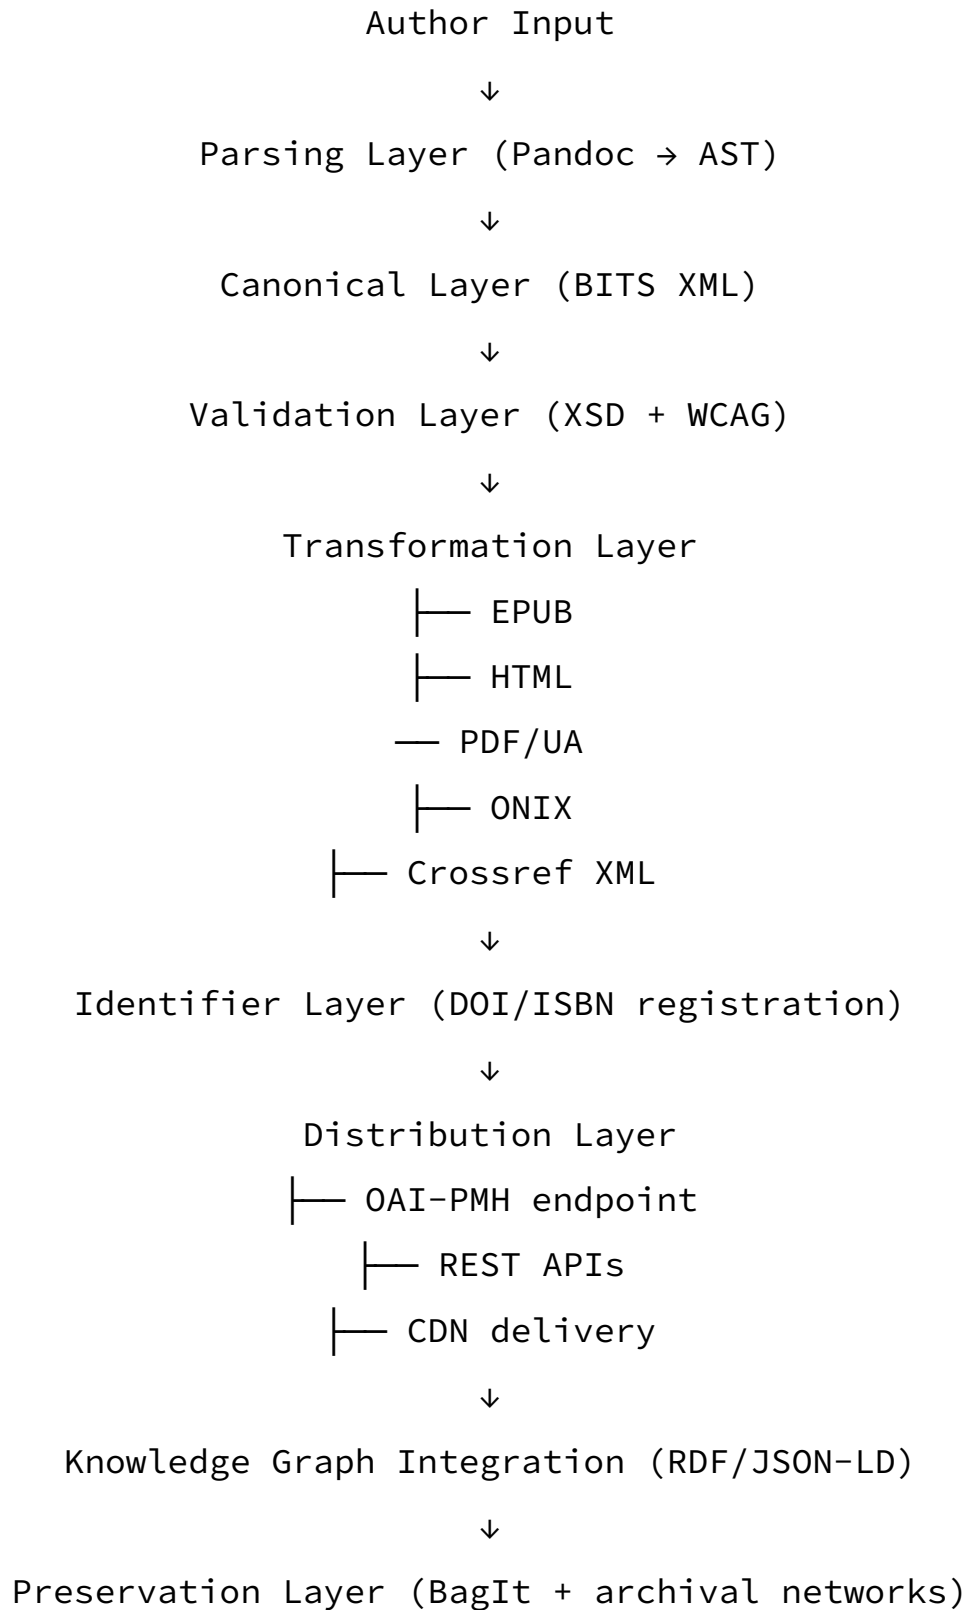 Author Input
↓
Parsing Layer (Pandoc → AST)
↓
Canonical Layer (BITS XML)
↓
Validation Layer (XSD + WCAG)
↓
Transformation Layer
├── EPUB
├── HTML
── PDF/UA
├── ONIX
├── Crossref XML
↓
Identifier Layer (DOI/ISBN registration)
↓
Distribution Layer
├── OAI-PMH endpoint
├── REST APIs
├── CDN delivery
↓
Knowledge Graph Integration (RDF/JSON-LD)
↓
Preservation Layer (BagIt + archival networks)